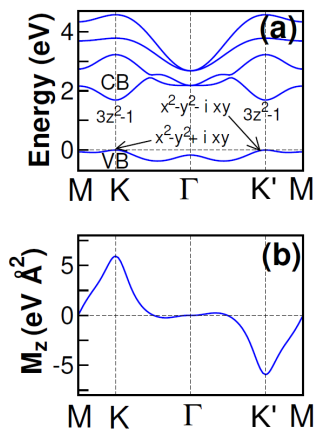 (a)
Energy (eV)
4
2
0
CB
3z²-1
x²-y²- i xy
3z²-1
x²-y²+ i xy
VB
M K Γ K' M
(b)
M_z (eV Å²)
5
0
-5
M K Γ K' M